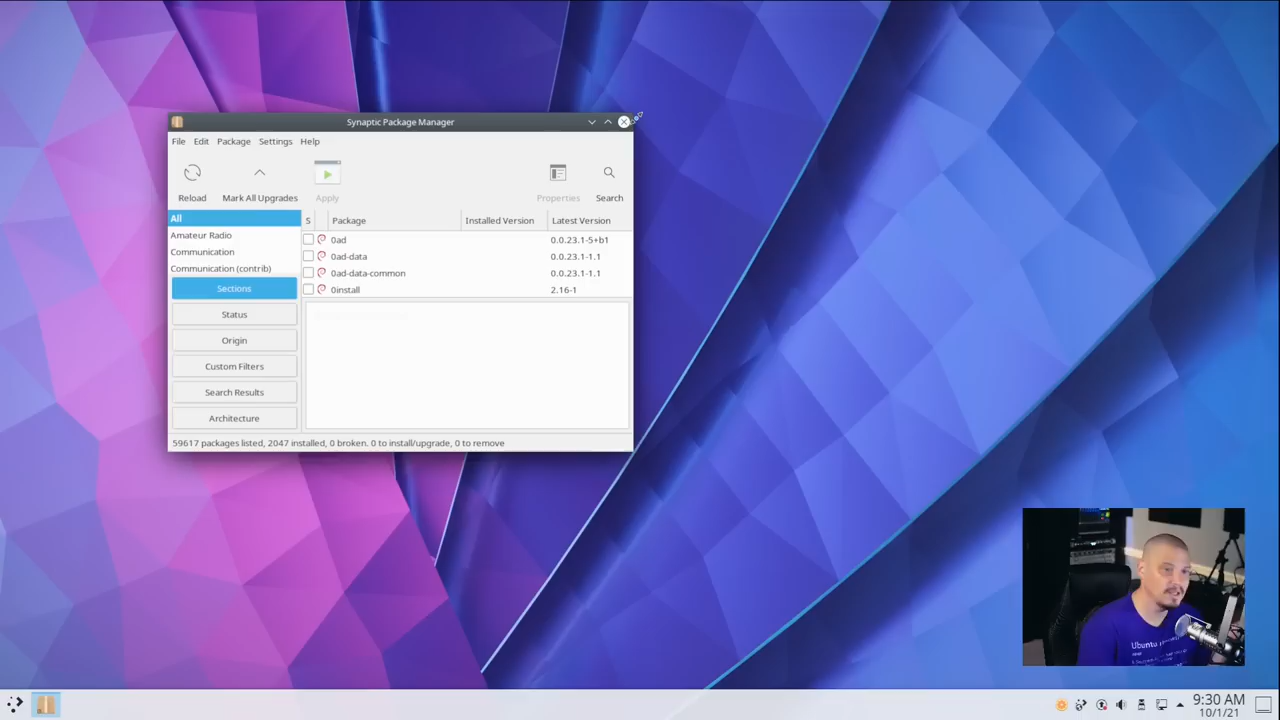 Synaptic Package Manager
File Edit Package Settings Help
Reload Mark All Upgrades Apply Properties Search
All
Amateur Radio
Communication
Communication (contrib)
Sections
Status
Origin
Custom Filters
Search Results
Architecture
S Package Installed Version Latest Version
0ad 0.0.23.1-5+b1
0ad-data 0.0.23.1-1.1
0ad-data-common 0.0.23.1-1.1
0install 2.16-1
59617 packages listed, 2047 installed, 0 broken. 0 to install/upgrade, 0 to remove
Ubuntu
9:30 AM
10/1/21